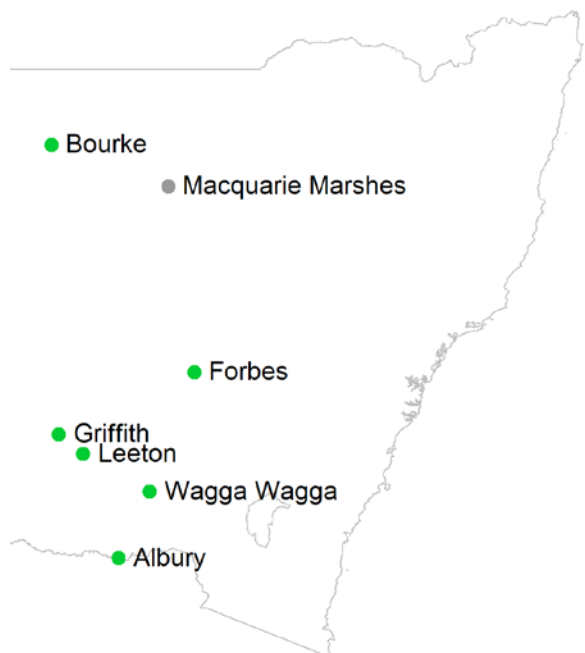 Bourke
Macquarie Marshes
Forbes
Griffith
Leeton
Wagga Wagga
Albury